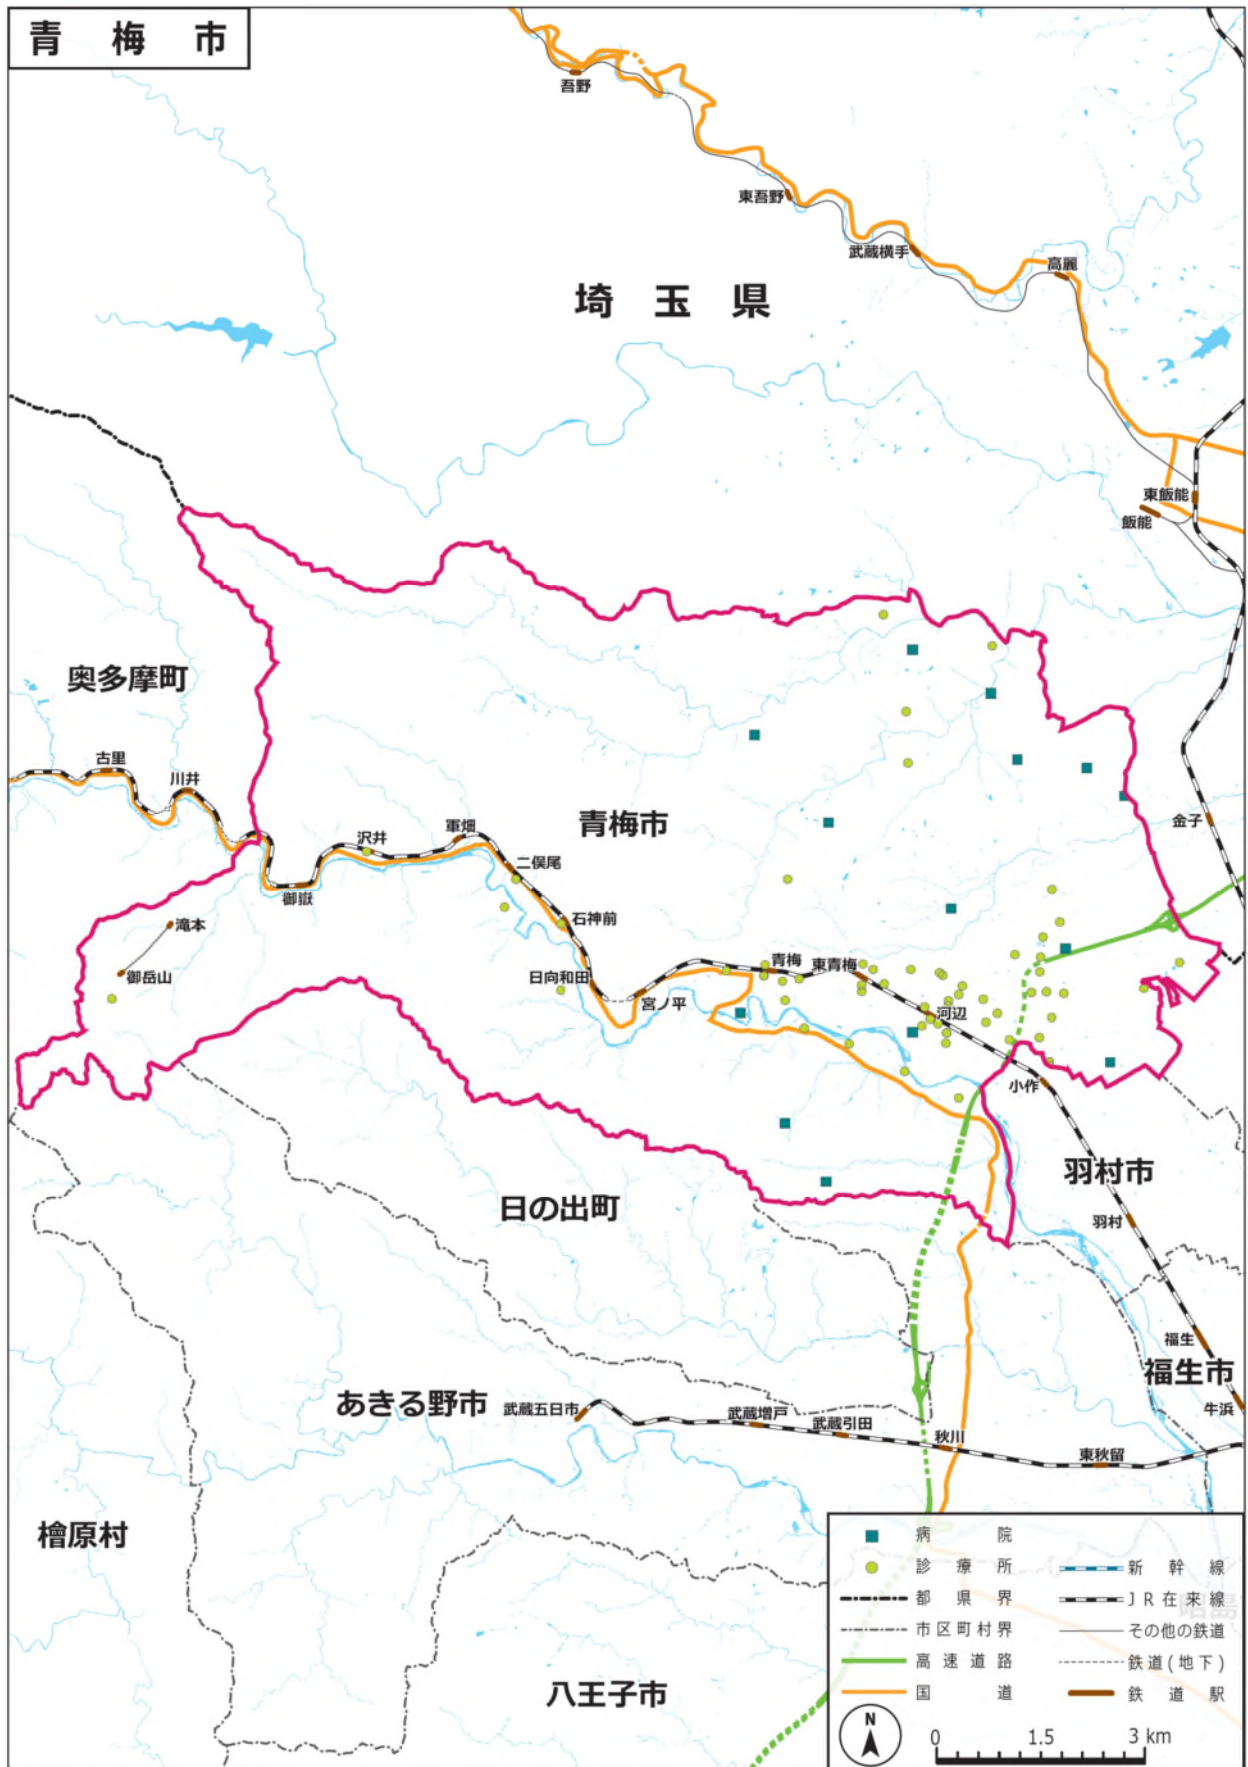 青梅市
吾野
東吾野
武蔵横手
高麗
埼玉県
東飯能
飯能
奥多摩町
古里
川井
沢井
軍畑
青梅市
金子
二俣尾
御嶽
石神前
滝本
御岳山
日向和田
宮ノ平
青梅
東青梅
河辺
小作
羽村市
日の出町
羽村
福生
福生市
あきる野市
武蔵五日市
武蔵増戸
武蔵引田
秋川
東秋留
牛浜
檜原村
八王子市
病院
診療所
都県界
市区町村界
高速道路
国道
新幹線
JR在来線
その他の鉄道
鉄道(地下)
鉄道駅
昭島
N
0 1.5 3 km